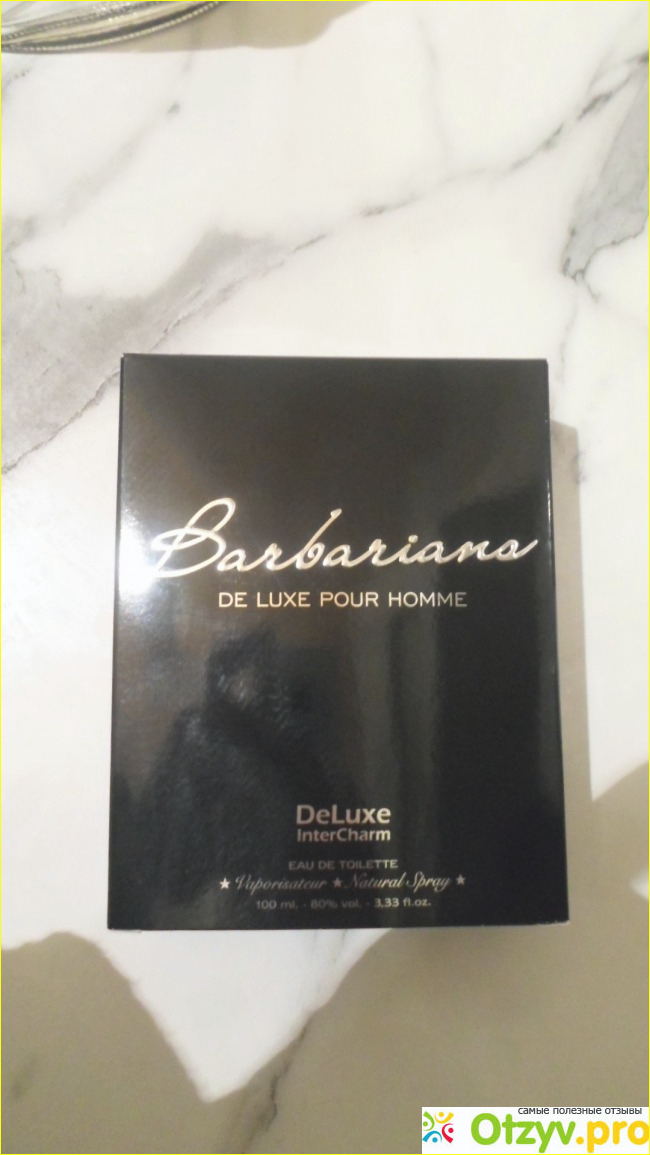 Barbariana
DE LUXE POUR HOMME
DeLuxe
InterCharm
EAU DE TOILETTE
★ Vaporisateur ★ Natural Spray ★
100 ml. - 80% vol. - 3,33 fl.oz.
самые полезные отзывы
Otzyv.pro